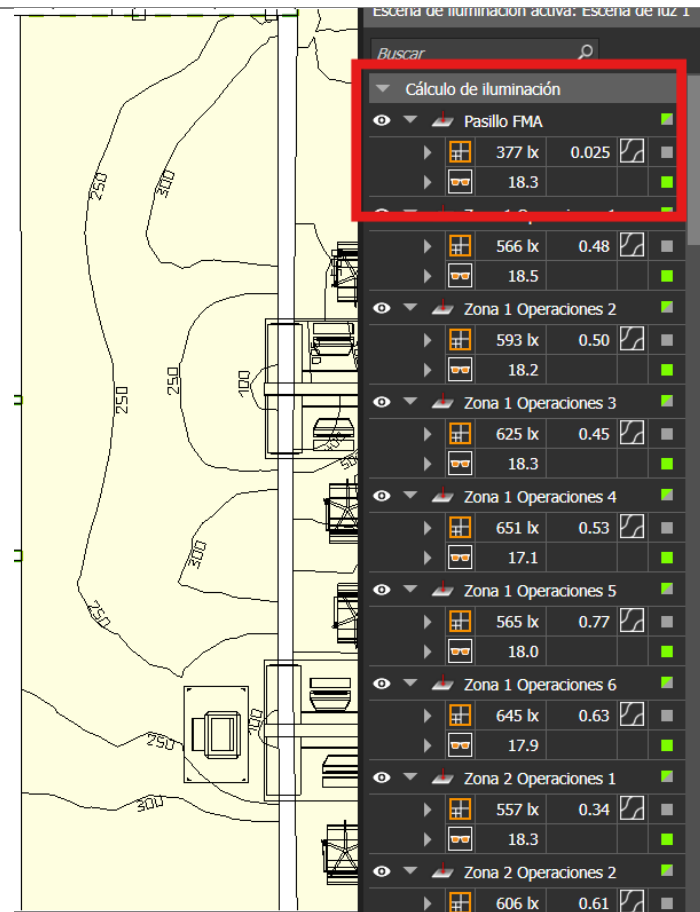 Escena de iluminación activa: Escena de luz 1
Buscar
Cálculo de iluminación
Pasillo FMA
377 lx 0.025
18.3
566 lx 0.48
18.5
Zona 1 Operaciones 2
593 lx 0.50
18.2
Zona 1 Operaciones 3
625 lx 0.45
18.3
Zona 1 Operaciones 4
651 lx 0.53
17.1
Zona 1 Operaciones 5
565 lx 0.77
18.0
Zona 1 Operaciones 6
645 lx 0.63
17.9
Zona 2 Operaciones 1
557 lx 0.34
18.3
Zona 2 Operaciones 2
606 lx 0.61
250
300
250
250
100
300
250
100
250
300